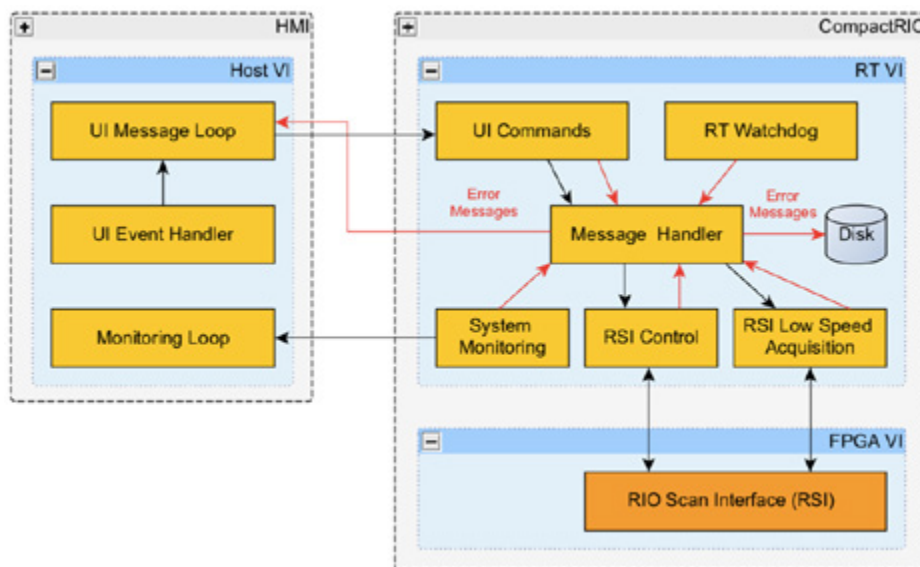 HMI
CompactRIO
Host VI
RT VI
UI Message Loop
UI Commands
RT Watchdog
Error
Messages
Error
Messages
UI Event Handler
Message Handler
Disk
Monitoring Loop
System
Monitoring
RSI Control
RSI Low Speed
Acquisition
FPGA VI
RIO Scan Interface (RSI)